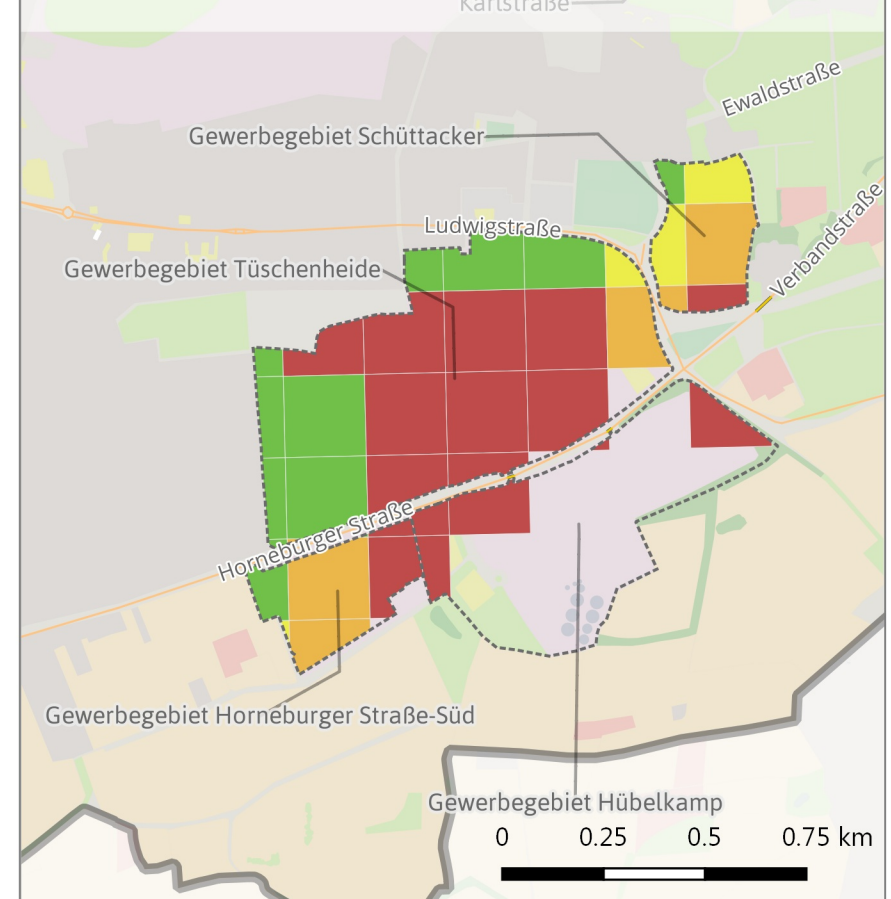 Karlstraße
Ewaldstraße
Gewerbegebiet Schüttacker
Verbandstraße
Ludwigstraße
Gewerbegebiet Tüschenheide
Horneburger Straße
Gewerbegebiet Horneburger Straße-Süd
Gewerbegebiet Hübelkamp
0 0.25 0.5 0.75 km